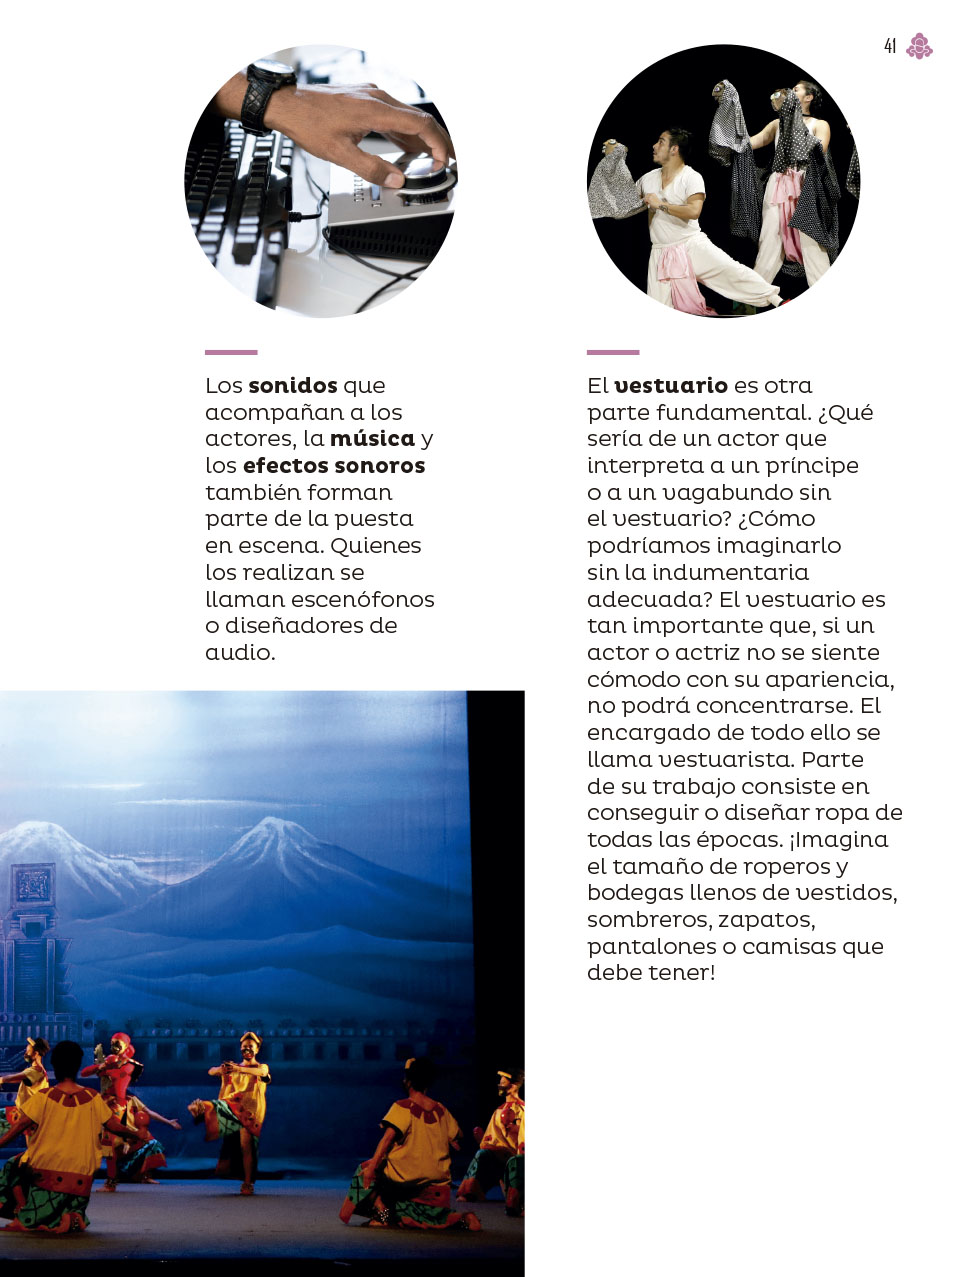 41
Los sonidos que
acompañan a los
actores, la música y
los efectos sonoros
también forman
parte de la puesta
en escena. Quienes
los realizan se
llaman escenófonos
o diseñadores de
audio.
El vestuario es otra
parte fundamental. ¿Qué
sería de un actor que
interpreta a un príncipe
o a un vagabundo sin
el vestuario? ¿Cómo
podríamos imaginarlo
sin la indumentaria
adecuada? El vestuario es
tan importante que, si un
actor o actriz no se siente
cómodo con su apariencia,
no podrá concentrarse. El
encargado de todo ello se
llama vestuarista. Parte
de su trabajo consiste en
conseguir o diseñar ropa de
todas las épocas. ¡Imagina
el tamaño de roperos y
bodegas llenos de vestidos,
sombreros, zapatos,
pantalones o camisas que
debe tener!